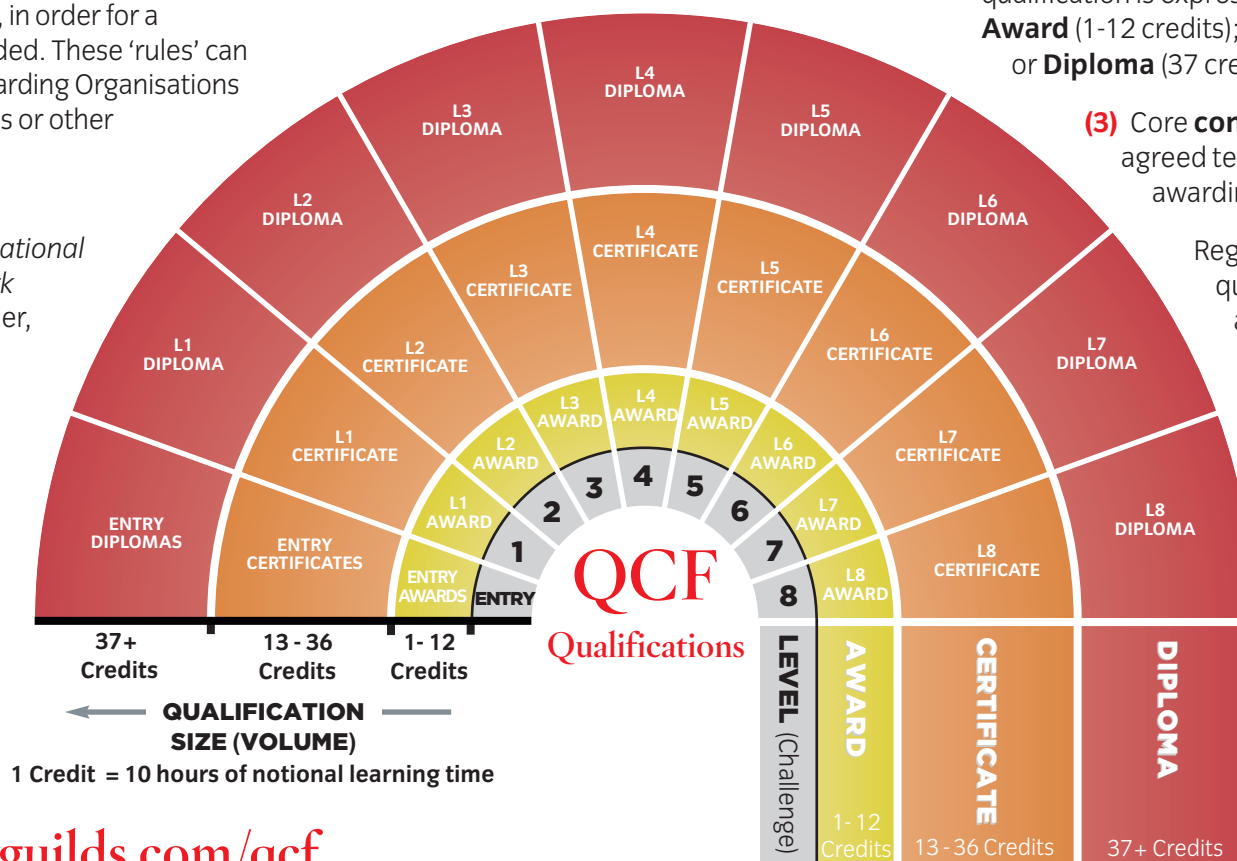 , in order for a
ded. These ‘rules’ can
arding Organisations
s or other
ational
rk
er,
Award (1-12 credits);
or Diploma (37 cre
(3) Core con
agreed te
awardin
Reg
qu
a
L4
DIPLOMA
L3
DIPLOMA
L5
DIPLOMA
L2
DIPLOMA
L6
DIPLOMA
L1
DIPLOMA
L7
DIPLOMA
ENTRY
DIPLOMAS
L8
DIPLOMA
L4
CERTIFICATE
L3
CERTIFICATE
L5
CERTIFICATE
L2
CERTIFICATE
L6
CERTIFICATE
L1
CERTIFICATE
L7
CERTIFICATE
ENTRY
CERTIFICATES
L8
CERTIFICATE
L4
AWARD
L3
AWARD
L5
AWARD
L2
AWARD
L6
AWARD
L1
AWARD
L7
AWARD
ENTRY
AWARDS
L8
AWARD
ENTRY
1
2
3
4
5
6
7
8
QCF
Qualifications
37+
Credits
13 - 36
Credits
1- 12
Credits
QUALIFICATION
SIZE (VOLUME)
1 Credit = 10 hours of notional learning time
LEVEL (Challenge)
AWARD
1- 12
Credits
CERTIFICATE
13 - 36 Credits
DIPLOMA
37+ Credits
guilds.com/qcf